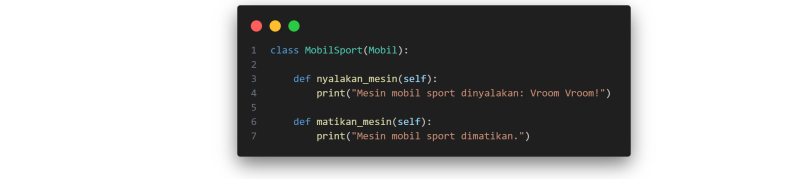 1 class MobilSport(Mobil):
2
3     def nyalakan_mesin(self):
4         print("Mesin mobil sport dinyalakan: Vroom Vroom!")
5
6     def matikan_mesin(self):
7         print("Mesin mobil sport dimatikan.")